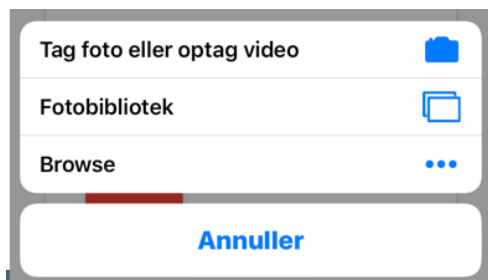 Tag foto eller optag video
Fotobibliotek
Browse
Annuller